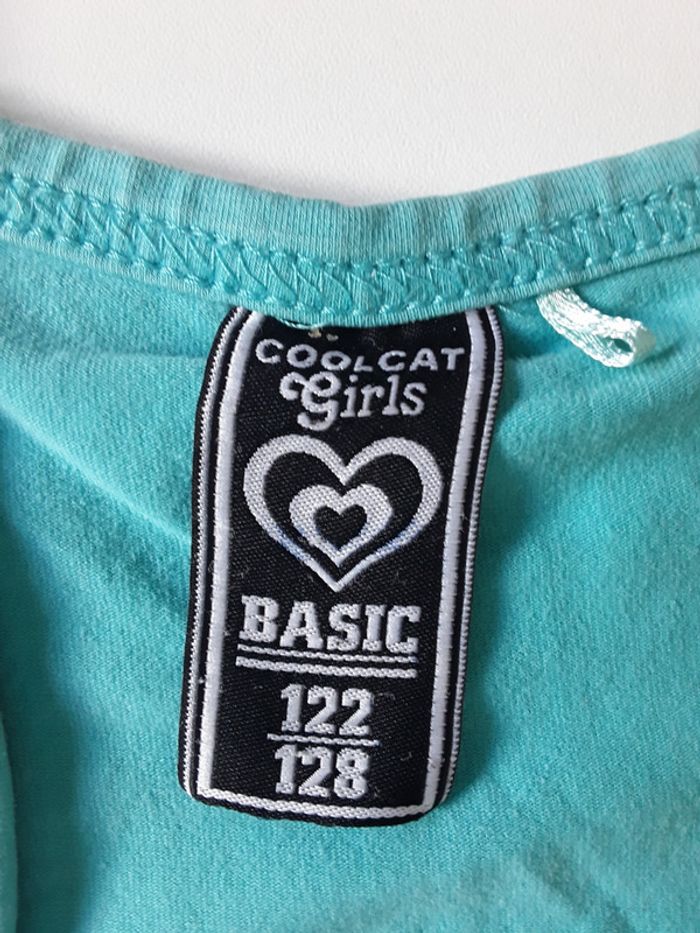 COOLCAT
Girls
BASIC
122
128